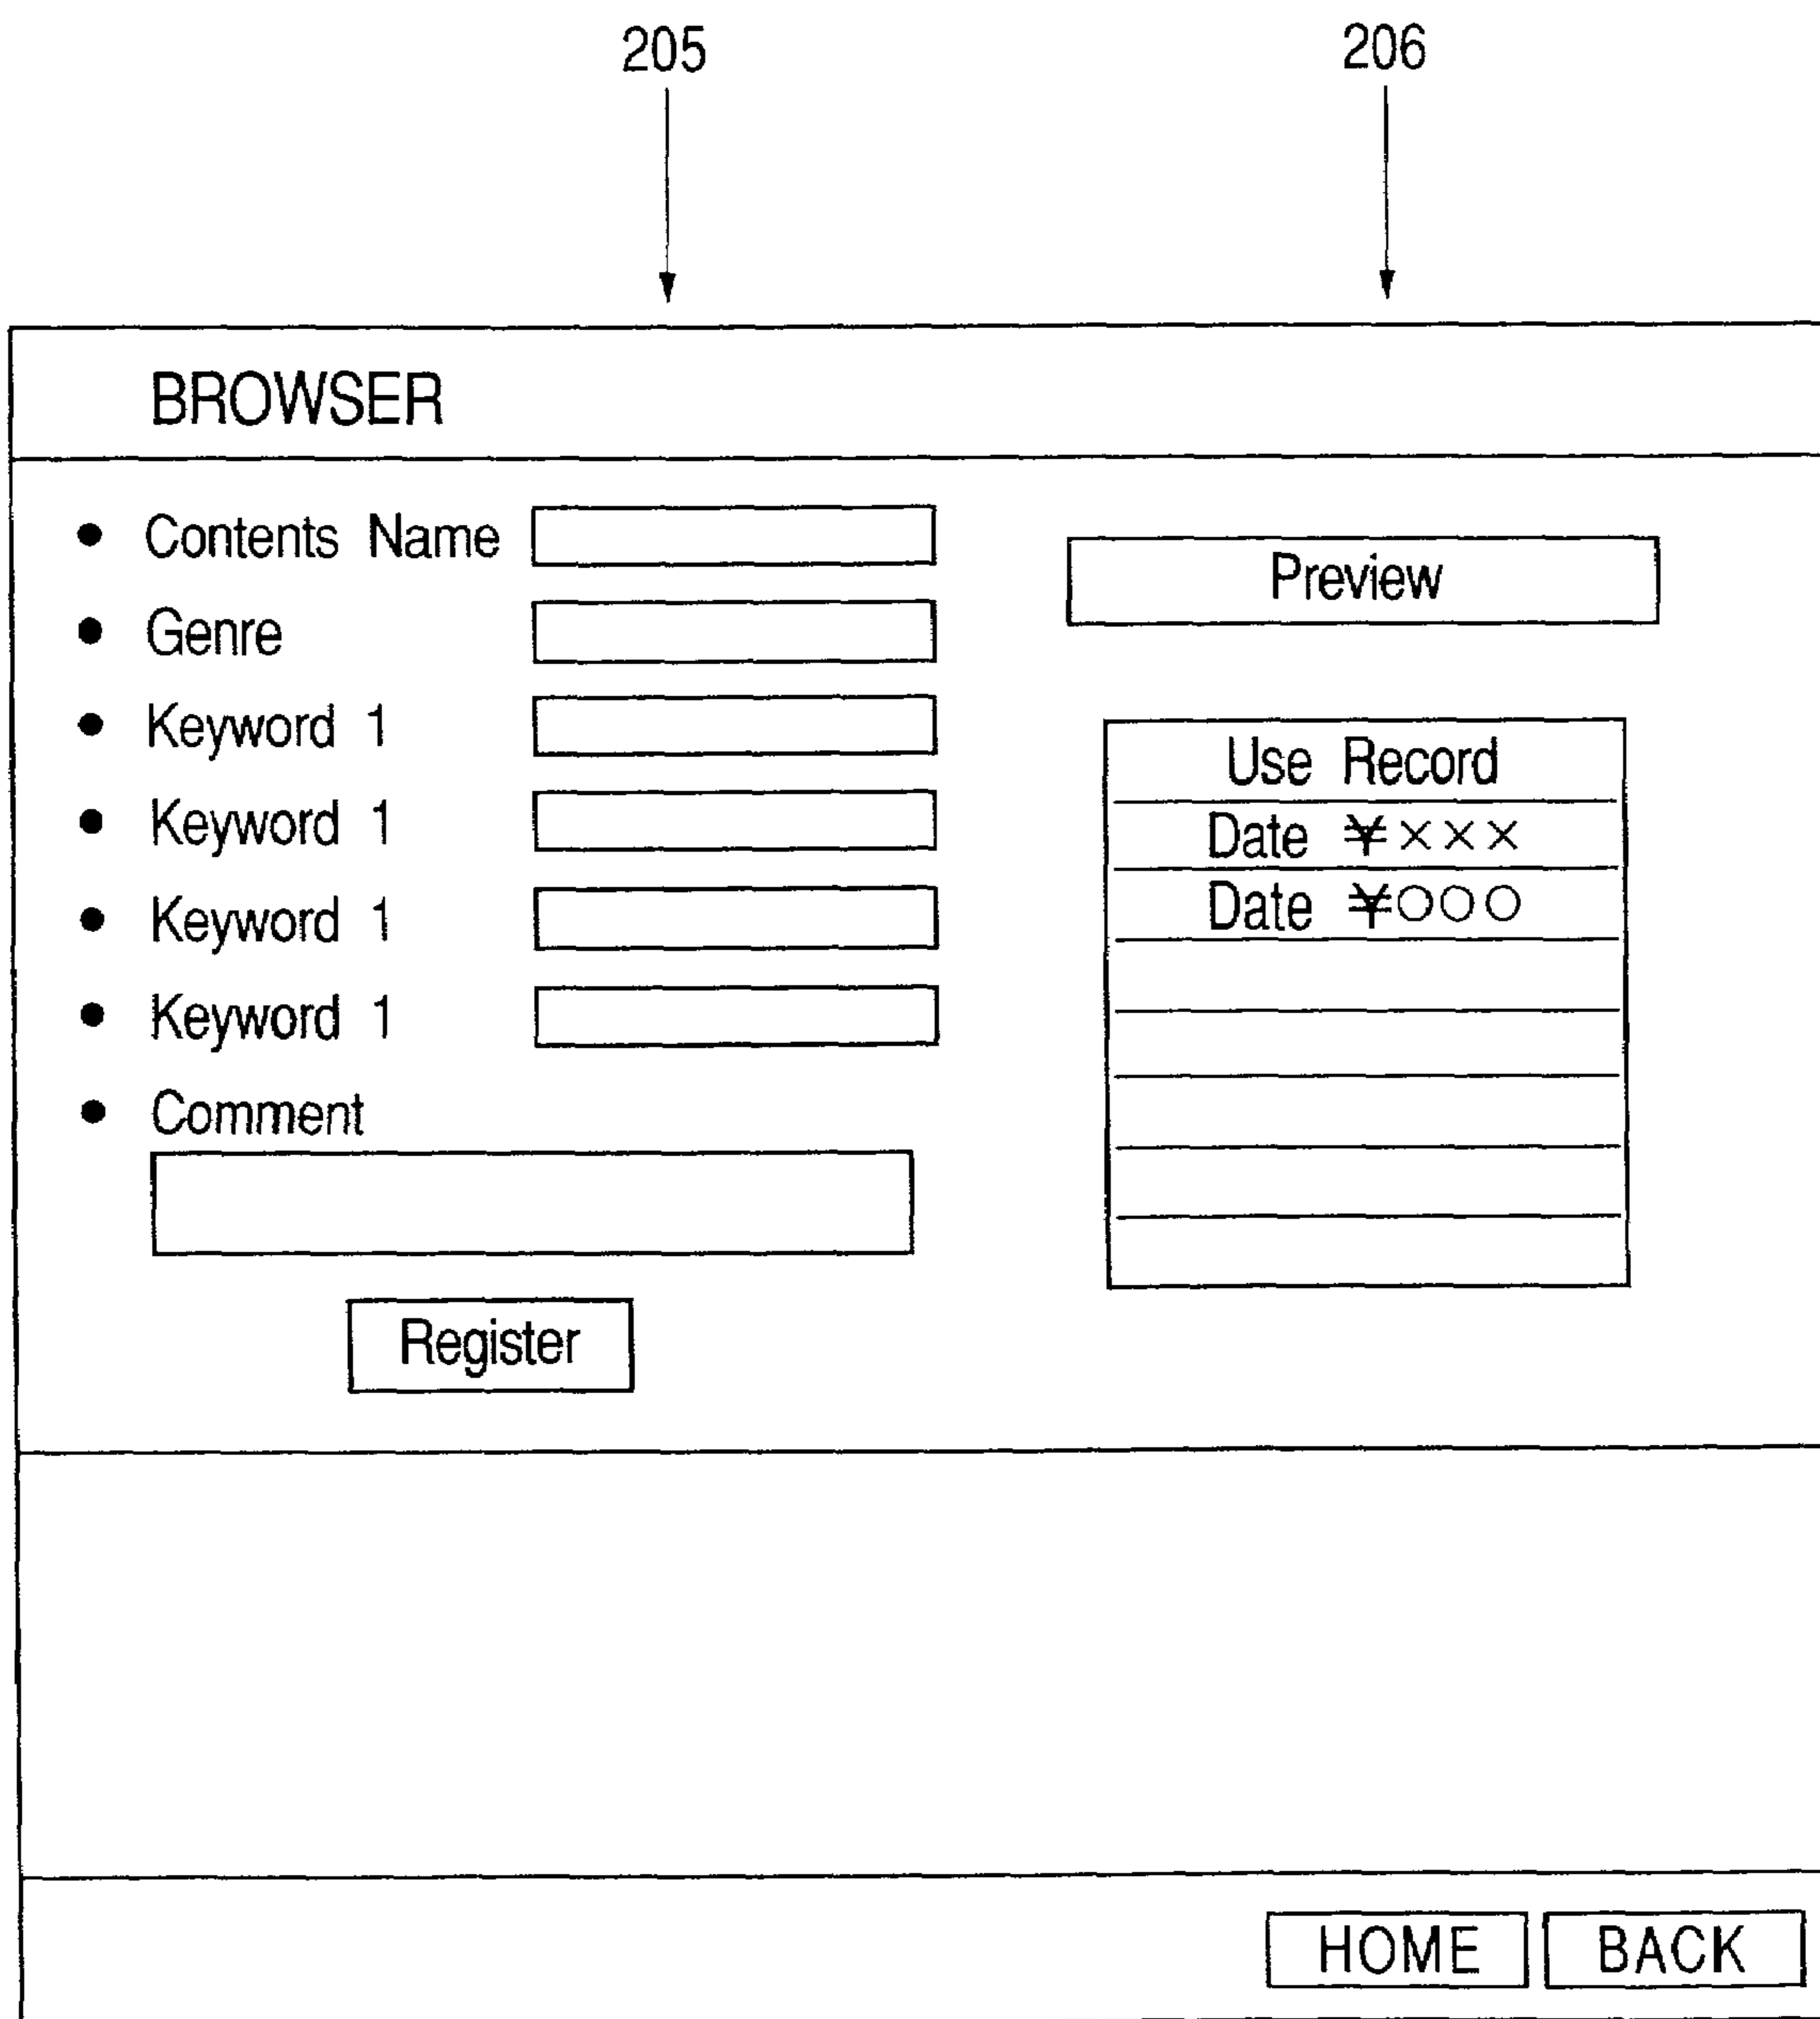 205 206
BROWSER
• Contents Name
• Genre
• Keyword 1
• Keyword 1
• Keyword 1
• Keyword 1
• Comment
Register
Preview
Use Record
Date ¥×××
Date ¥○○○
HOME BACK